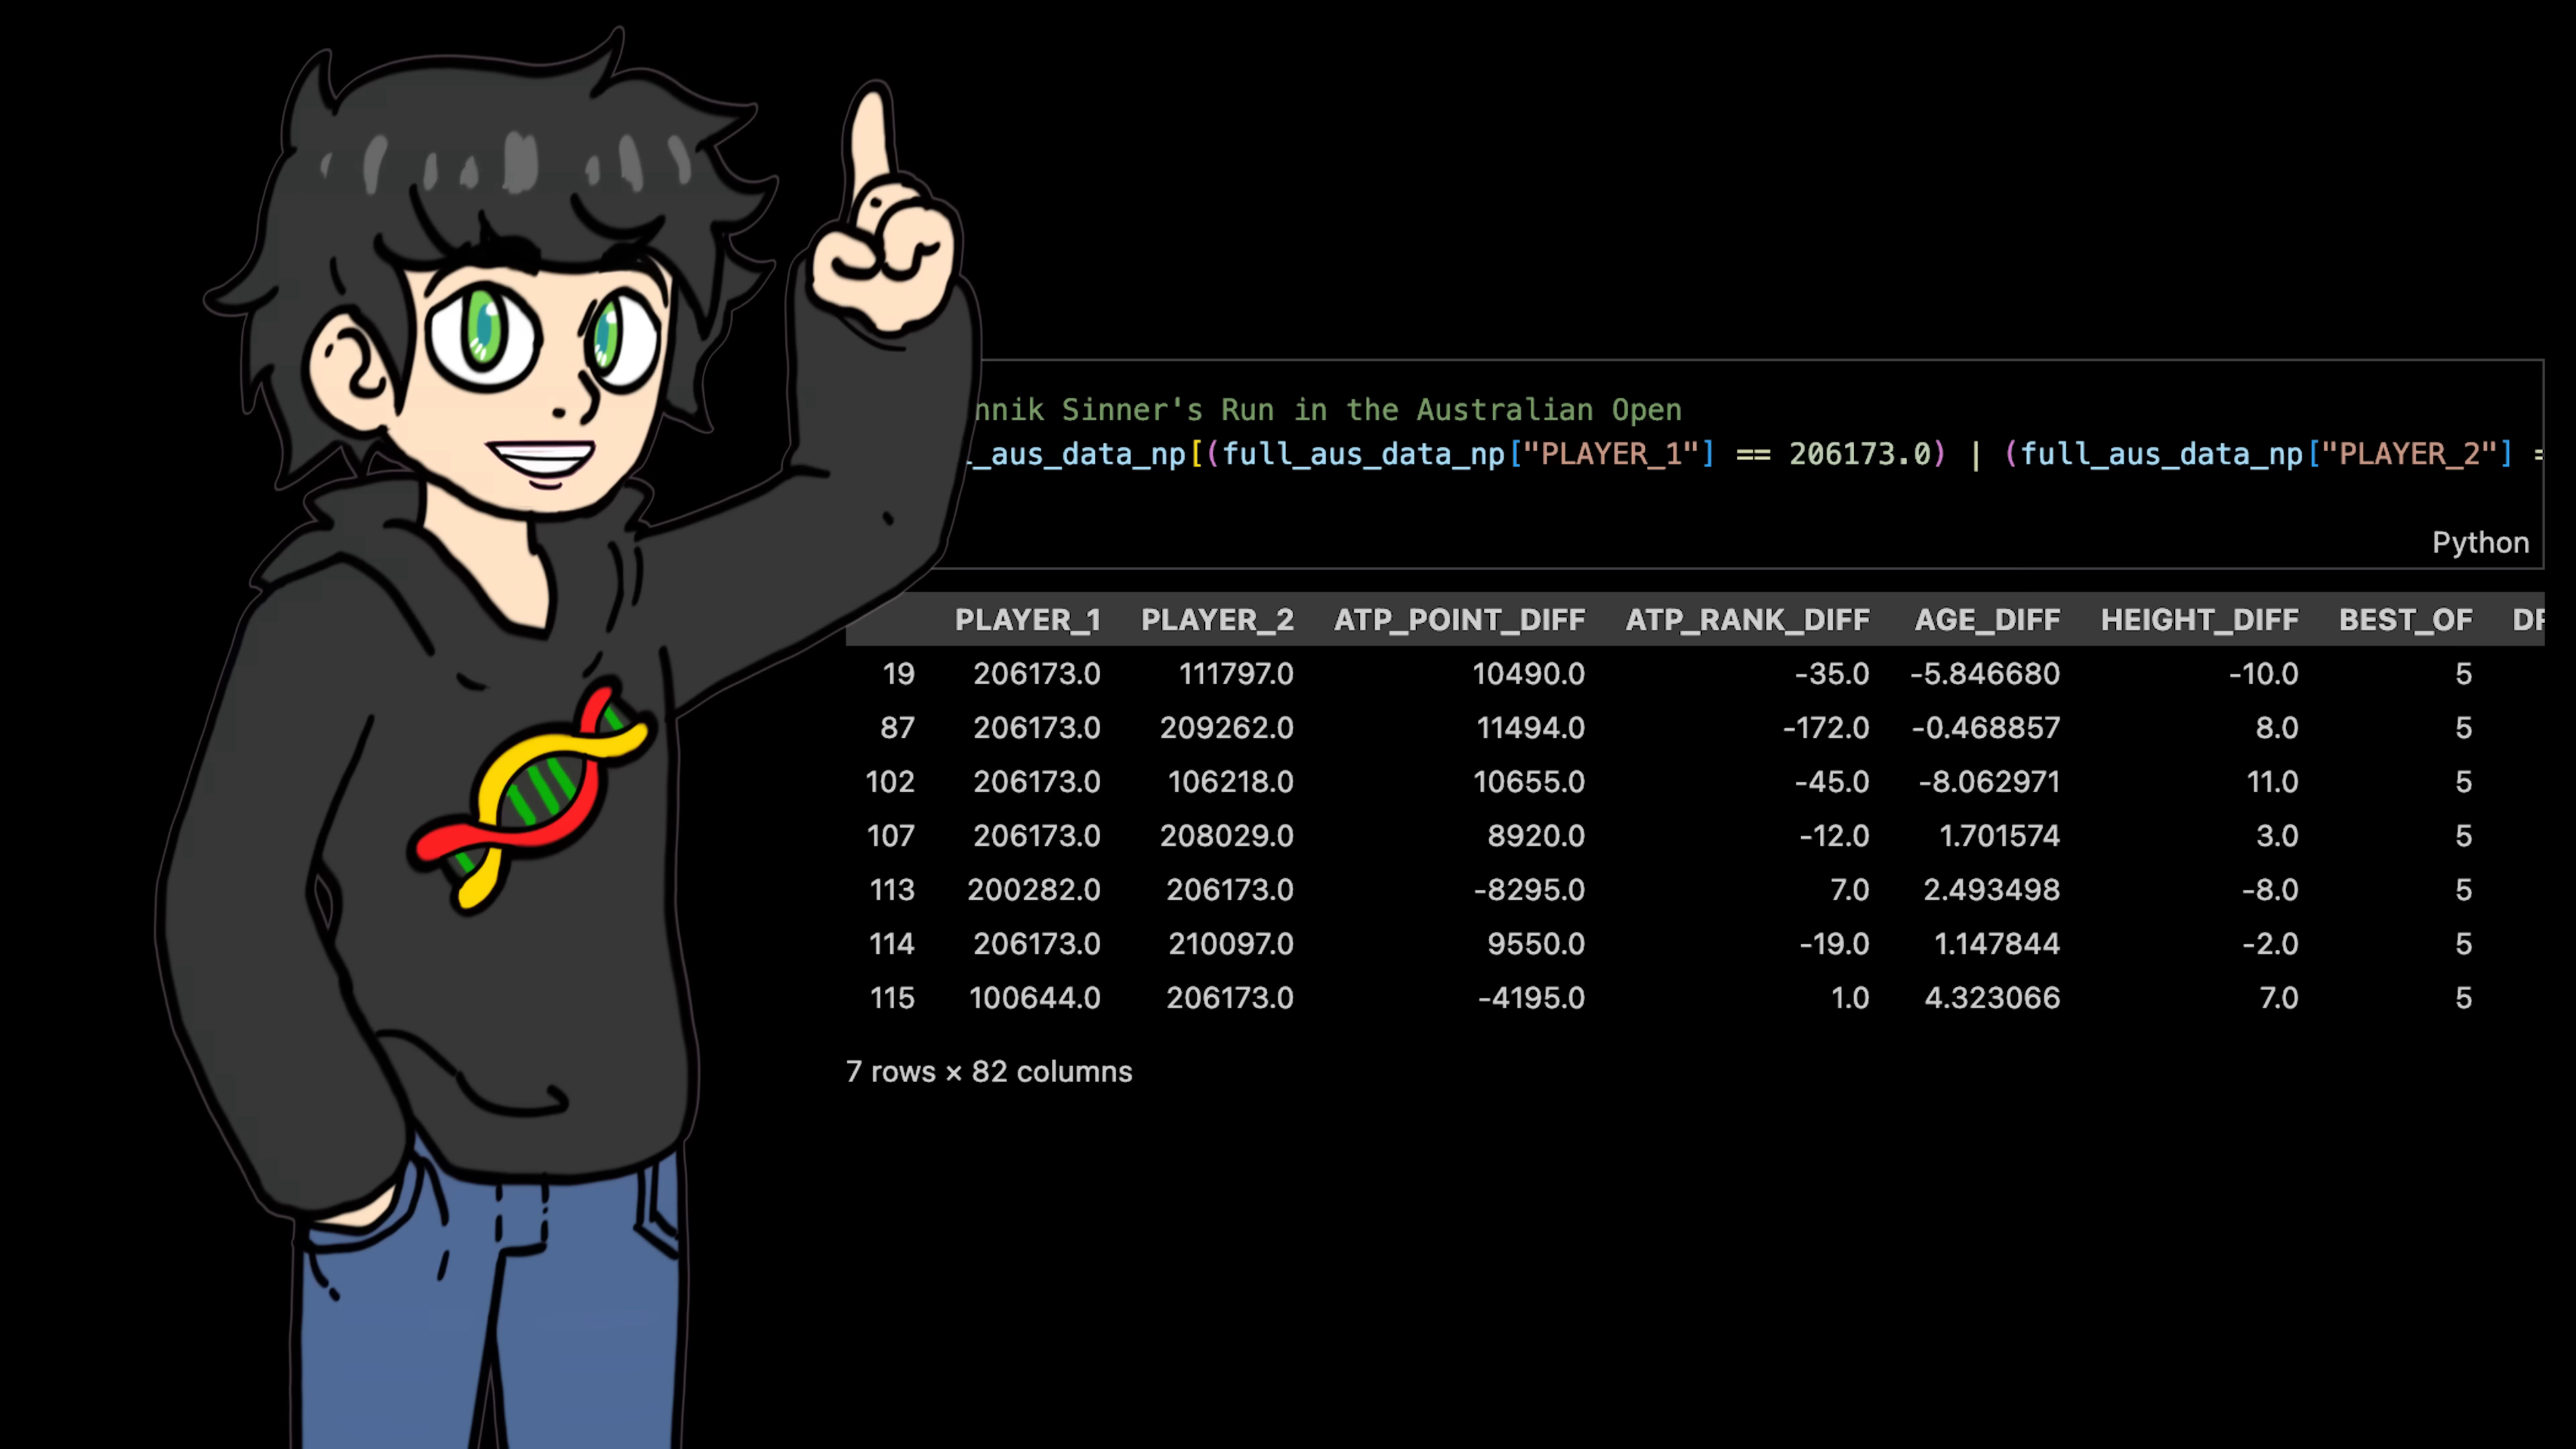 nnik Sinner's Run in the Australian Open
_aus_data_np[(full_aus_data_np["PLAYER_1"] == 206173.0) | (full_aus_data_np["PLAYER_2"] =
Python
PLAYER_1 PLAYER_2 ATP_POINT_DIFF ATP_RANK_DIFF AGE_DIFF HEIGHT_DIFF BEST_OF
19 206173.0 111797.0 10490.0 -35.0 -5.846680 -10.0 5
87 206173.0 209262.0 11494.0 -172.0 -0.468857 8.0 5
102 206173.0 106218.0 10655.0 -45.0 -8.062971 11.0 5
107 206173.0 208029.0 8920.0 -12.0 1.701574 3.0 5
113 200282.0 206173.0 -8295.0 7.0 2.493498 -8.0 5
114 206173.0 210097.0 9550.0 -19.0 1.147844 -2.0 5
115 100644.0 206173.0 -4195.0 1.0 4.323066 7.0 5
7 rows × 82 columns